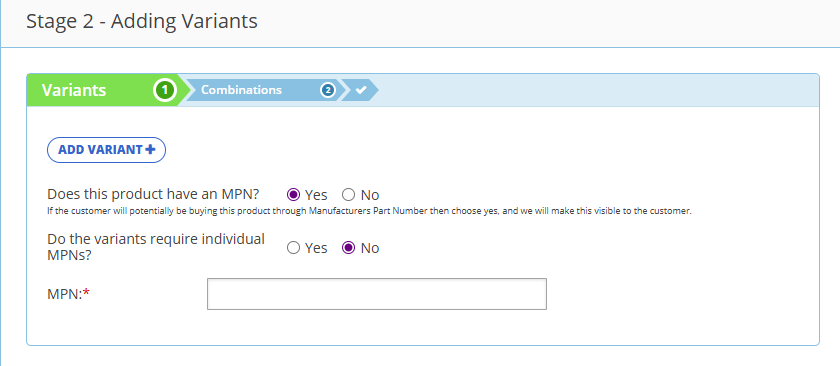 Stage 2 - Adding Variants
Variants 1 Combinations 2
ADD VARIANT
Does this product have an MPN? Yes No
If the customer will potentially be buying this product through Manufacturers Part Number then choose yes, and we will make this visible to the customer.
Do the variants require individual
MPNs? Yes No
MPN:*